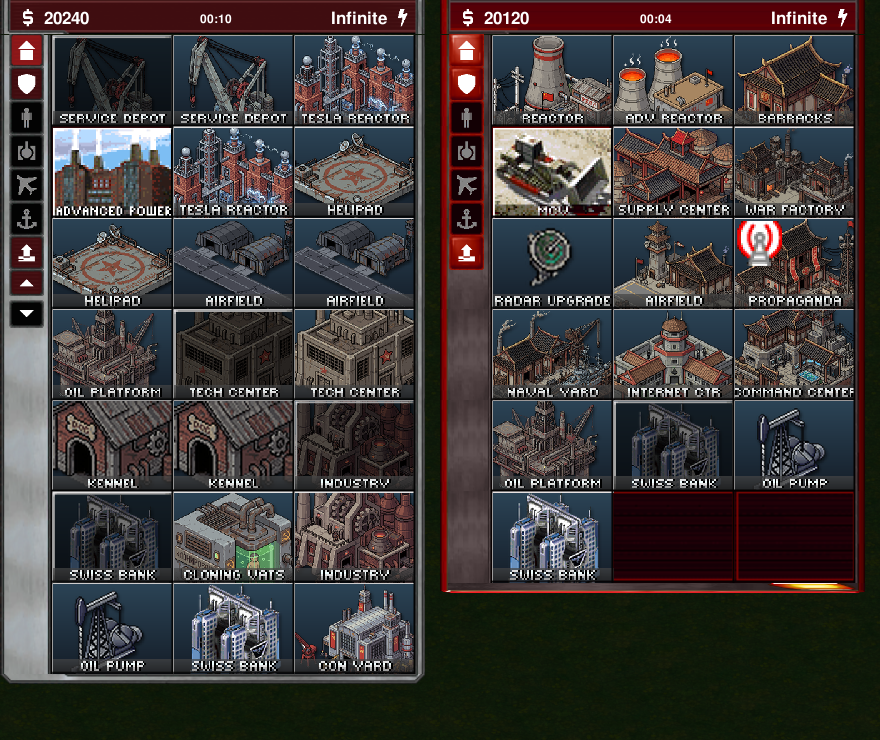 $ 20240 00:10 Infinite
SERVICE DEPOT SERVICE DEPOT TESLA REACTOR
ADVANCED POWER TESLA REACTOR HELIPAD
HELIPAD AIRFIELD AIRFIELD
OIL PLATFORM TECH CENTER TECH CENTER
KENNEL KENNEL INDUSTRY
SWISS BANK CLONING VATS INDUSTRY
OIL PUMP SWISS BANK CON YARD
$ 20120 00:04 Infinite
REACTOR ADV REACTOR BARRACKS
MCV SUPPLY CENTER WAR FACTORY
RADAR UPGRADE AIRFIELD PROPAGANDA
NAVAL YARD INTERNET CTR COMMAND CENTER
OIL PLATFORM SWISS BANK OIL PUMP
SWISS BANK